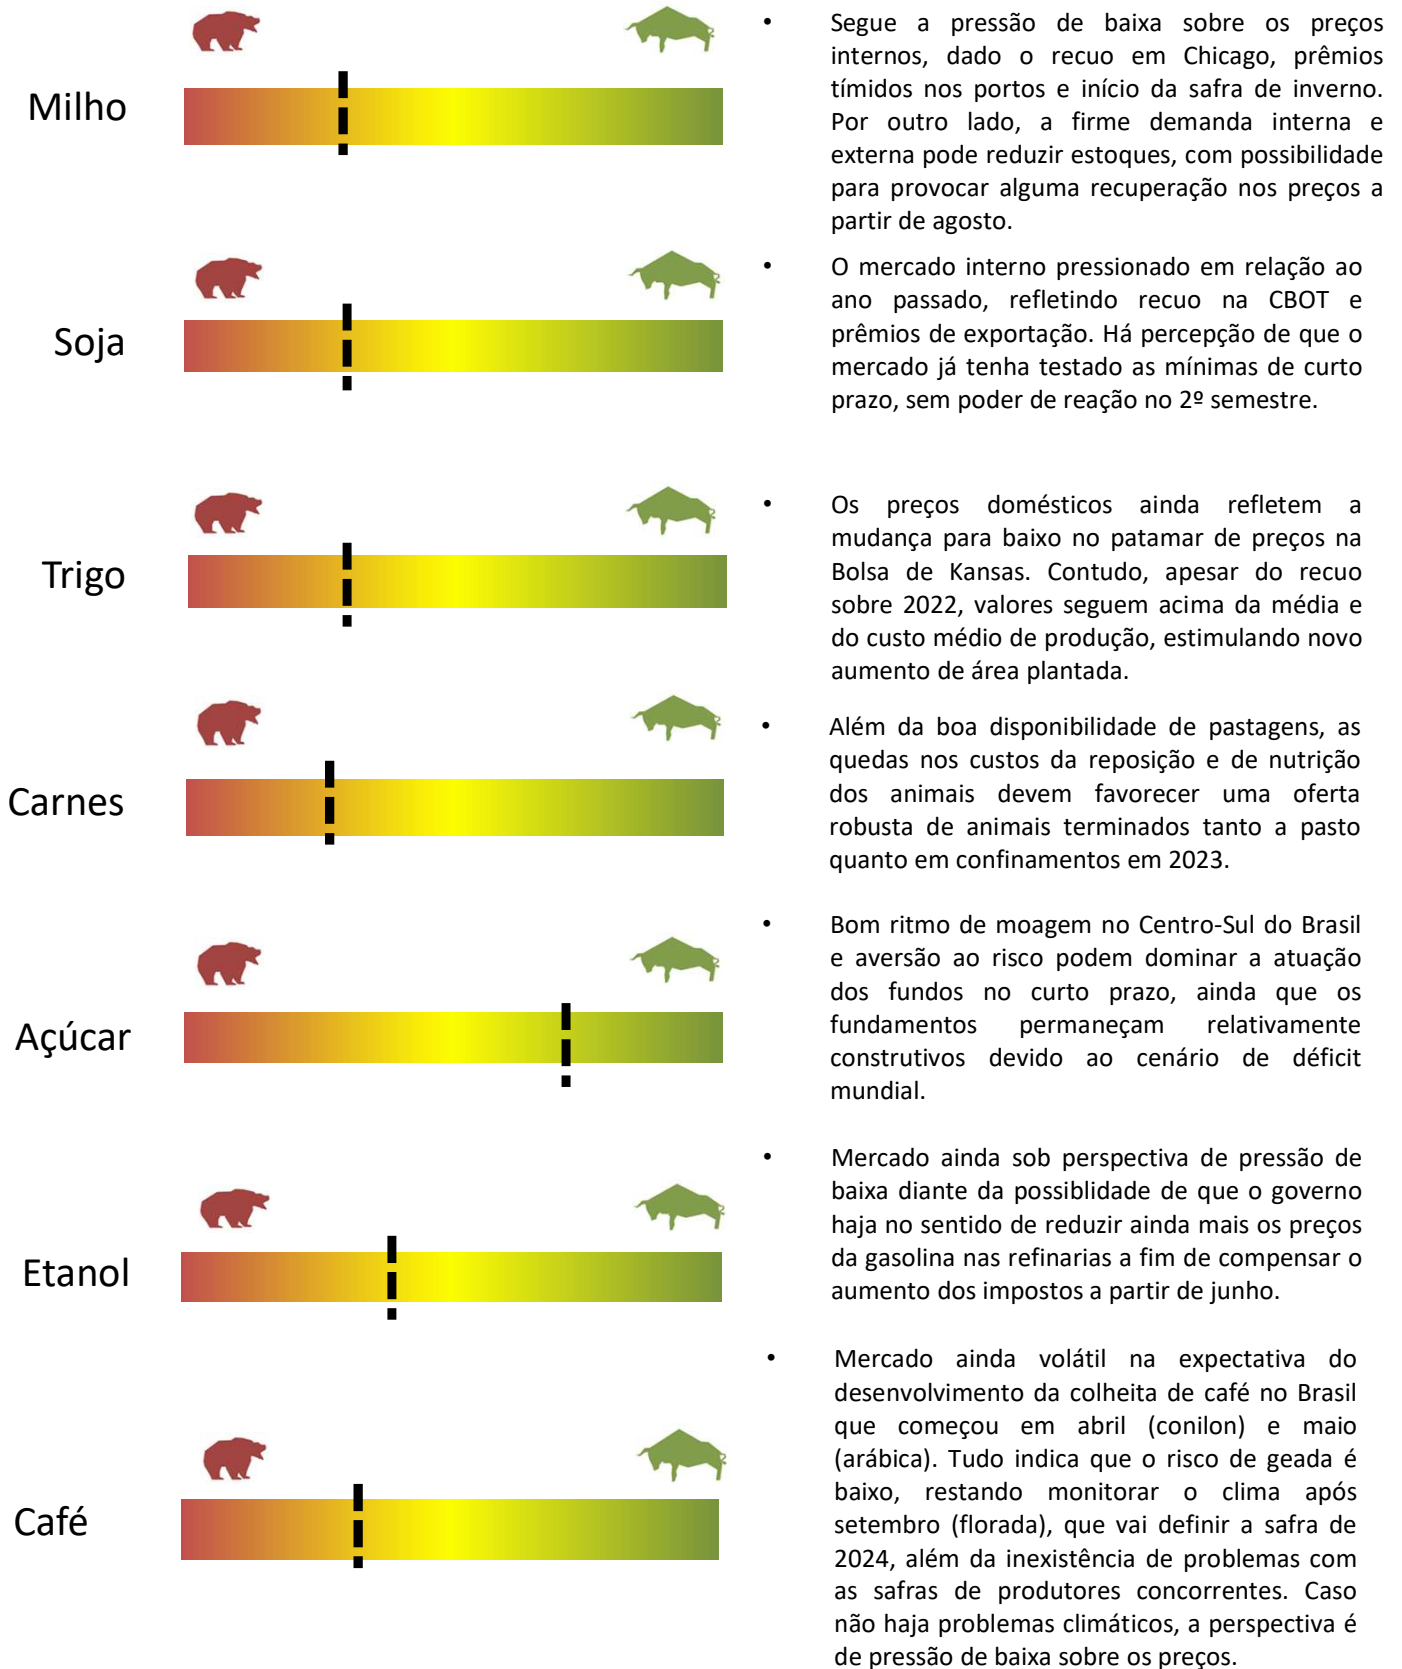 Milho
• Segue a pressão de baixa sobre os preços
internos, dado o recuo em Chicago, prêmios
tímidos nos portos e início da safra de inverno.
Por outro lado, a firme demanda interna e
externa pode reduzir estoques, com possibilidade
para provocar alguma recuperação nos preços a
partir de agosto.
Soja
• O mercado interno pressionado em relação ao
ano passado, refletindo recuo na CBOT e
prêmios de exportação. Há percepção de que o
mercado já tenha testado as mínimas de curto
prazo, sem poder de reação no 2º semestre.
Trigo
• Os preços domésticos ainda refletem a
mudança para baixo no patamar de preços na
Bolsa de Kansas. Contudo, apesar do recuo
sobre 2022, valores seguem acima da média e
do custo médio de produção, estimulando novo
aumento de área plantada.
Carnes
• Além da boa disponibilidade de pastagens, as
quedas nos custos da reposição e de nutrição
dos animais devem favorecer uma oferta
robusta de animais terminados tanto a pasto
quanto em confinamentos em 2023.
Açúcar
• Bom ritmo de moagem no Centro-Sul do Brasil
e aversão ao risco podem dominar a atuação
dos fundos no curto prazo, ainda que os
fundamentos permaneçam relativamente
construtivos devido ao cenário de déficit
mundial.
Etanol
• Mercado ainda sob perspectiva de pressão de
baixa diante da possiblidade de que o governo
haja no sentido de reduzir ainda mais os preços
da gasolina nas refinarias a fim de compensar o
aumento dos impostos a partir de junho.
Café
• Mercado ainda volátil na expectativa do
desenvolvimento da colheita de café no Brasil
que começou em abril (conilon) e maio
(arábica). Tudo indica que o risco de geada é
baixo, restando monitorar o clima após
setembro (florada), que vai definir a safra de
2024, além da inexistência de problemas com
as safras de produtores concorrentes. Caso
não haja problemas climáticos, a perspectiva é
de pressão de baixa sobre os preços.